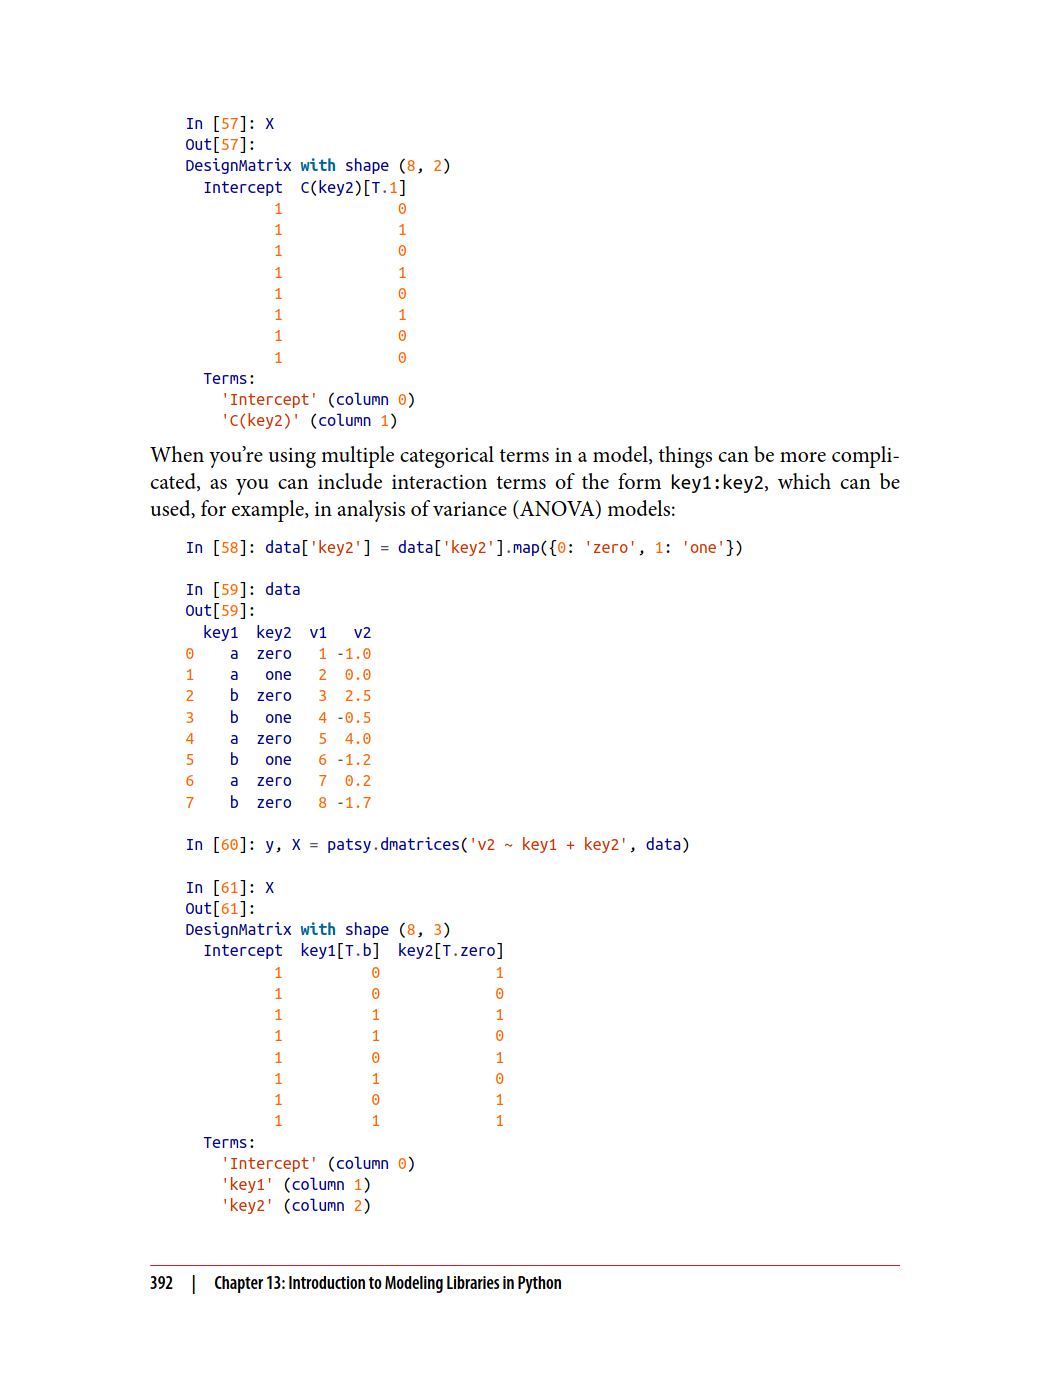 In [57]: X
Out[57]:
DesignMatrix with shape (8, 2)
  Intercept  C(key2)[T.1]
          1             0
          1             1
          1             0
          1             1
          1             0
          1             1
          1             0
          1             0
  Terms:
    'Intercept' (column 0)
    'C(key2)' (column 1)
When you’re using multiple categorical terms in a model, things can be more compli-
cated, as you can include interaction terms of the form key1:key2, which can be
used, for example, in analysis of variance (ANOVA) models:
In [58]: data['key2'] = data['key2'].map({0: 'zero', 1: 'one'})
In [59]: data
Out[59]:
  key1  key2  v1   v2
0    a  zero   1 -1.0
1    a   one   2  0.0
2    b  zero   3  2.5
3    b   one   4 -0.5
4    a  zero   5  4.0
5    b   one   6 -1.2
6    a  zero   7  0.2
7    b  zero   8 -1.7
In [60]: y, X = patsy.dmatrices('v2 ~ key1 + key2', data)
In [61]: X
Out[61]:
DesignMatrix with shape (8, 3)
  Intercept  key1[T.b]  key2[T.zero]
          1          0             1
          1          0             0
          1          1             1
          1          1             0
          1          0             1
          1          1             0
          1          0             1
          1          1             1
  Terms:
    'Intercept' (column 0)
    'key1' (column 1)
    'key2' (column 2)
392 | Chapter 13: Introduction to Modeling Libraries in Python